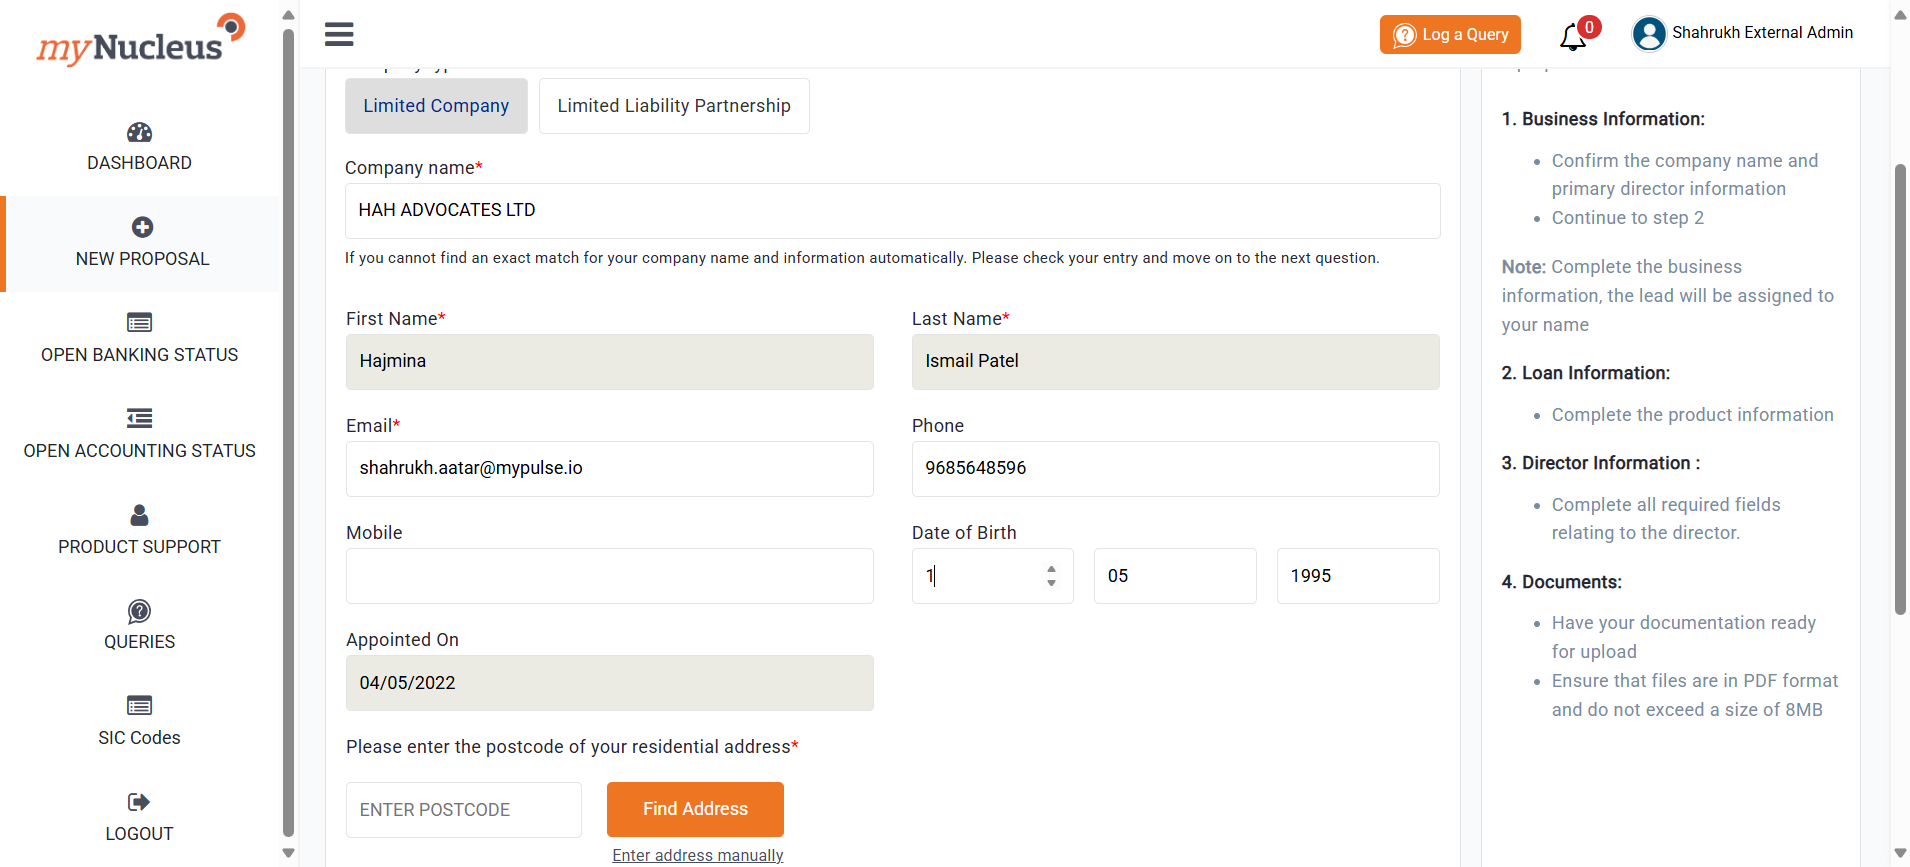 myNucleus
Log a Query
0
Shahrukh External Admin
DASHBOARD
NEW PROPOSAL
OPEN BANKING STATUS
OPEN ACCOUNTING STATUS
PRODUCT SUPPORT
QUERIES
SIC Codes
LOGOUT
Limited Company
Limited Liability Partnership
Company name*
HAH ADVOCATES LTD
If you cannot find an exact match for your company name and information automatically. Please check your entry and move on to the next question.
First Name*
Last Name*
Hajmina
Ismail Patel
Email*
Phone
shahrukh.aatar@mypulse.io
9685648596
Mobile
Date of Birth
1
05
1995
Appointed On
04/05/2022
Please enter the postcode of your residential address*
ENTER POSTCODE
Find Address
Enter address manually
1. Business Information:
Confirm the company name and
primary director information
Continue to step 2
Note: Complete the business
information, the lead will be assigned to
your name
2. Loan Information:
Complete the product information
3. Director Information :
Complete all required fields
relating to the director.
4. Documents:
Have your documentation ready
for upload
Ensure that files are in PDF format
and do not exceed a size of 8MB